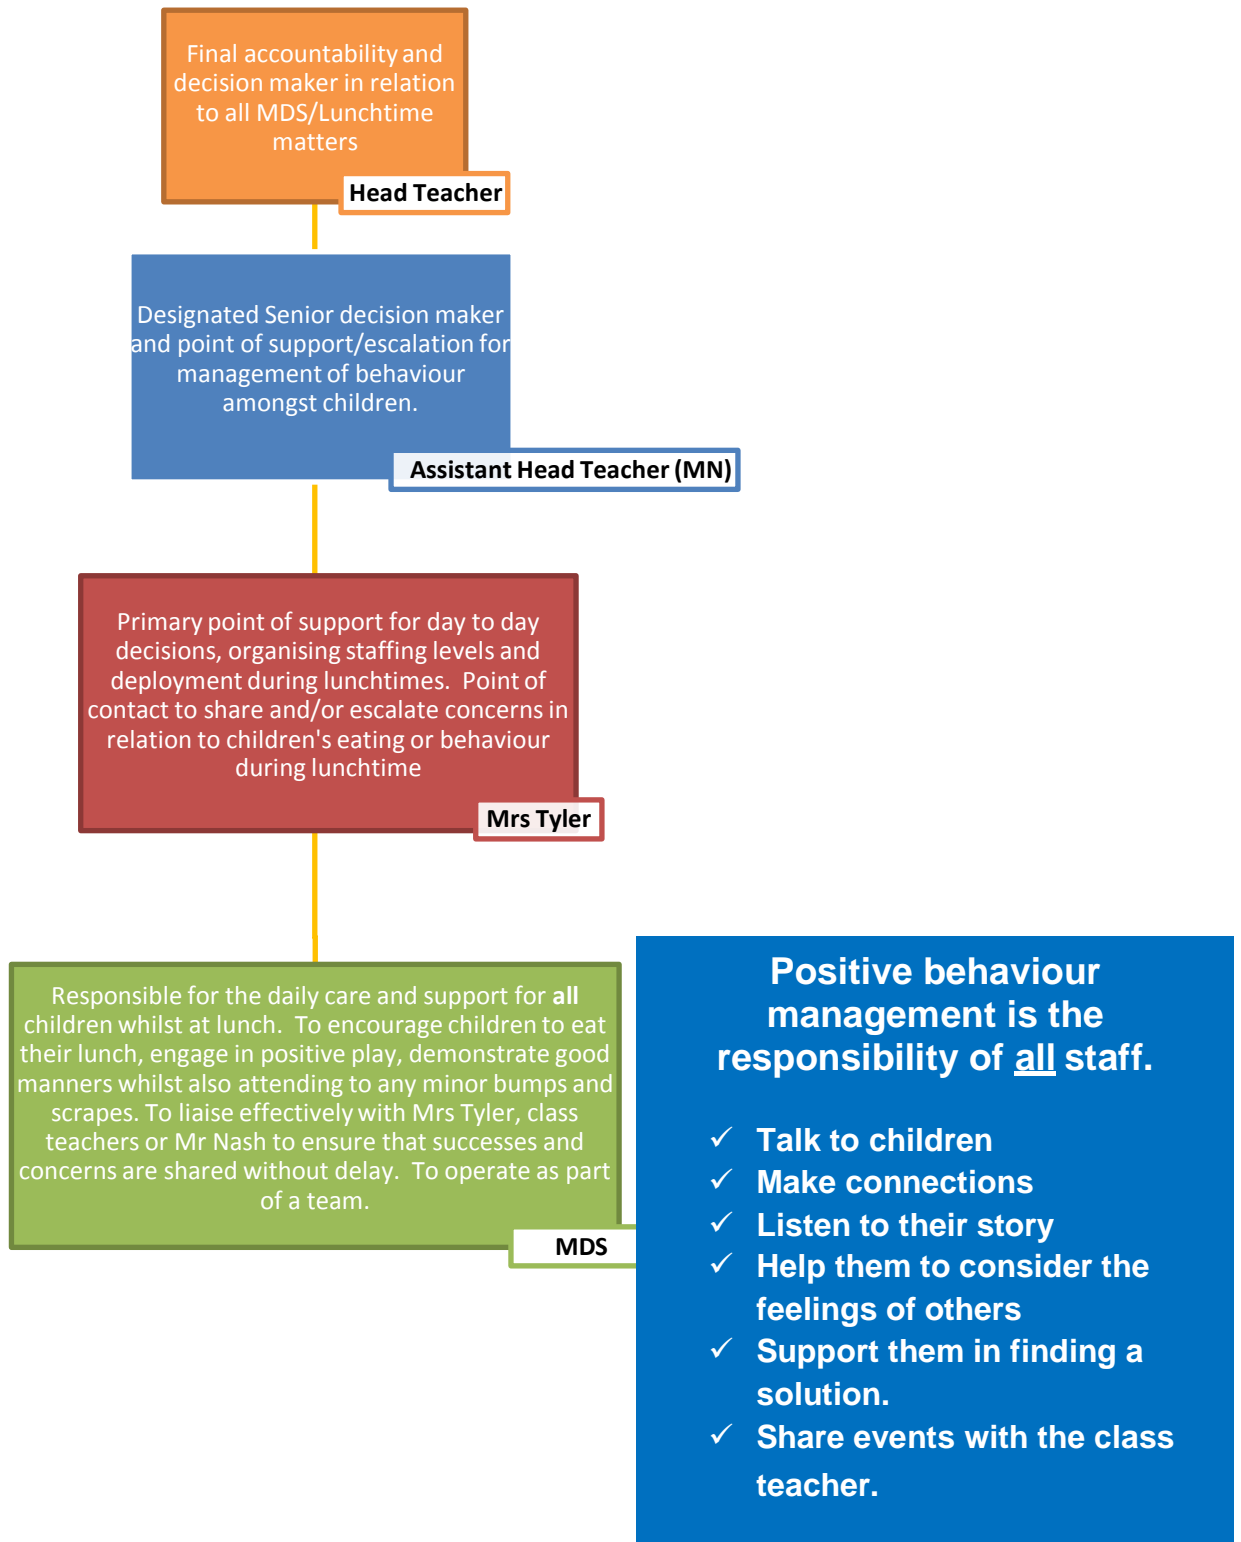 Final accountability and
decision maker in relation
to all MDS/Lunchtime
matters
Head Teacher
Designated Senior decision maker
and point of support/escalation for
management of behaviour
amongst children.
Assistant Head Teacher (MN)
Primary point of support for day to day
decisions, organising staffing levels and
deployment during lunchtimes.  Point of
contact to share and/or escalate concerns in
relation to children's eating or behaviour
during lunchtime
Mrs Tyler
Responsible for the daily care and support for all
children whilst at lunch.  To encourage children to eat
their lunch, engage in positive play, demonstrate good
manners whilst also attending to any minor bumps and
scrapes. To liaise effectively with Mrs Tyler, class
teachers or Mr Nash to ensure that successes and
concerns are shared without delay.  To operate as part
of a team.
MDS
Positive behaviour
management is the
responsibility of all staff.
✓ Talk to children
✓ Make connections
✓ Listen to their story
✓ Help them to consider the
feelings of others
✓ Support them in finding a
solution.
✓ Share events with the class
teacher.